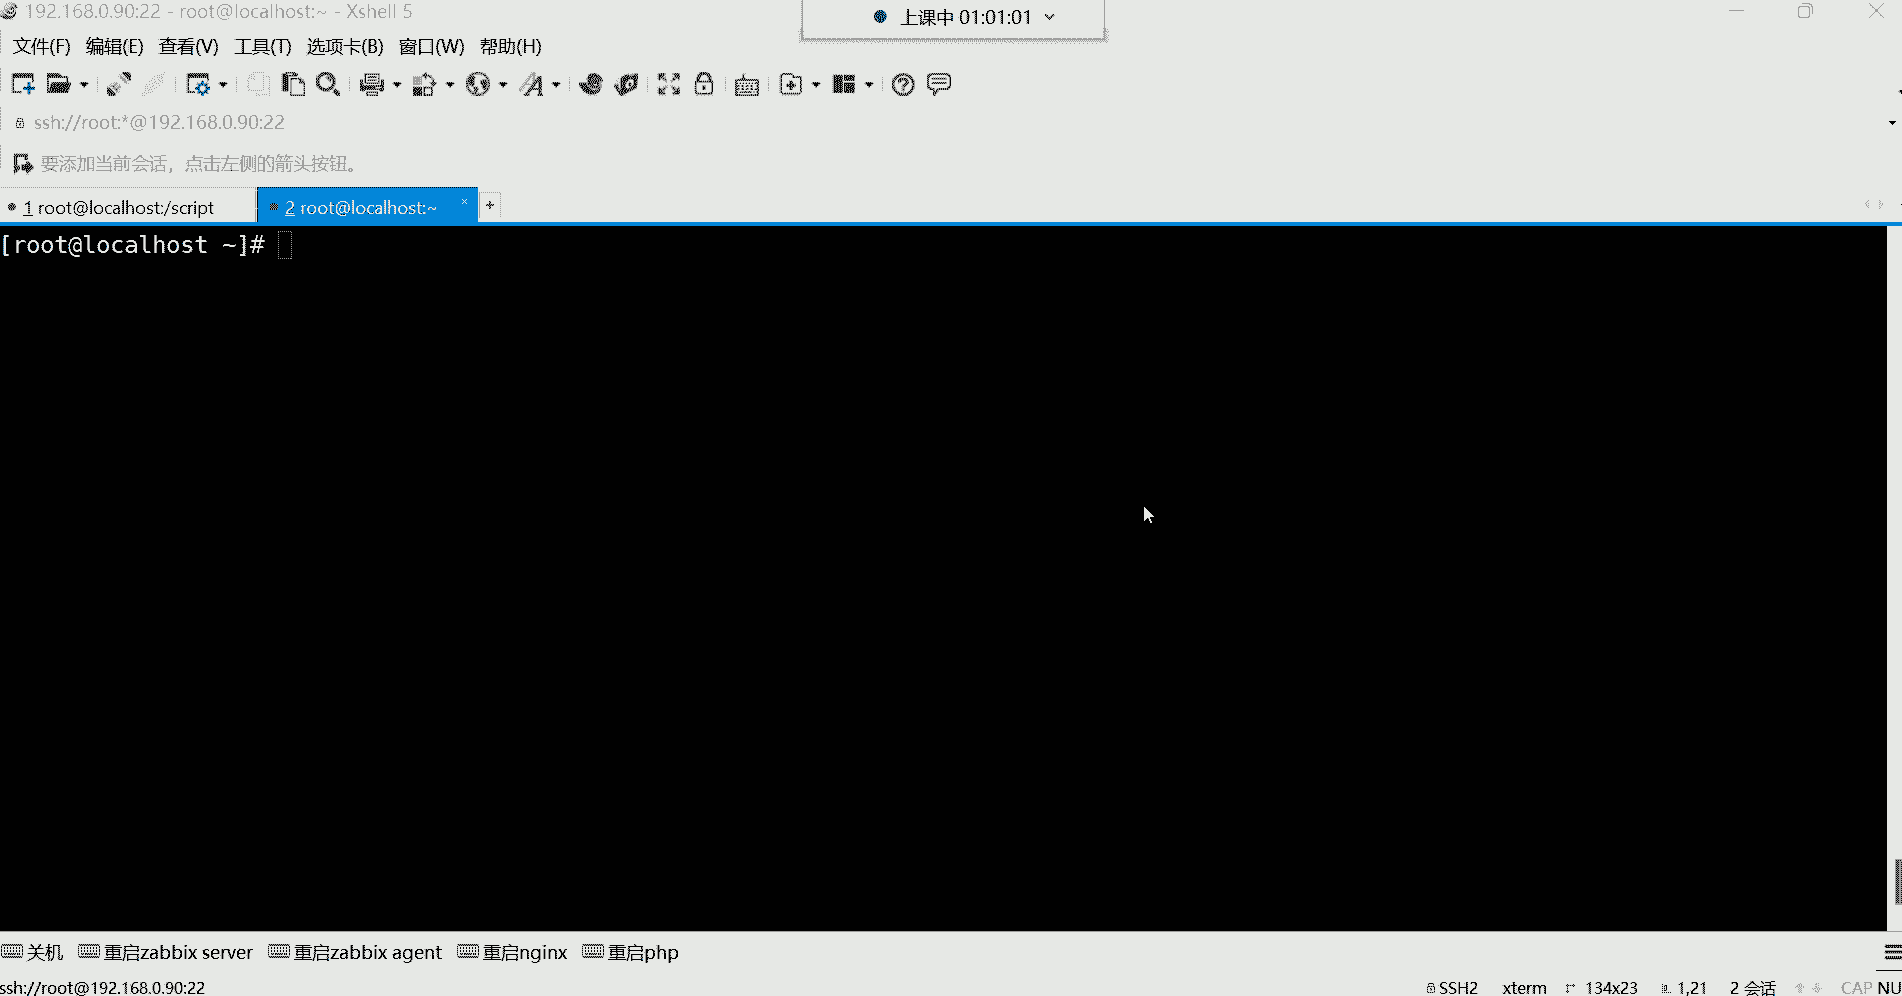 192.168.0.90:22 - root@localhost:~ - Xshell 5
上课中 01:01:01
文件(F) 编辑(E) 查看(V) 工具(T) 选项卡(B) 窗口(W) 帮助(H)
ssh://root:*@192.168.0.90:22
要添加当前会话，点击左侧的箭头按钮。
1 root@localhost:/script 2 root@localhost:~ × +
[root@localhost ~]#
关机 重启zabbix server 重启zabbix agent 重启nginx 重启php
ssh://root@192.168.0.90:22 SSH2 xterm 134x23 1,21 2 会话 CAP NU